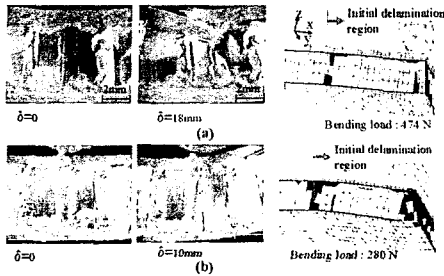 Z
X
y
Initial delamination
region
2mm
2mm
δ=0
δ=18mm
Bending load : 474 N
(a)
Initial delamination
region
δ=0
δ=10mm
Bending load : 280 N
(b)